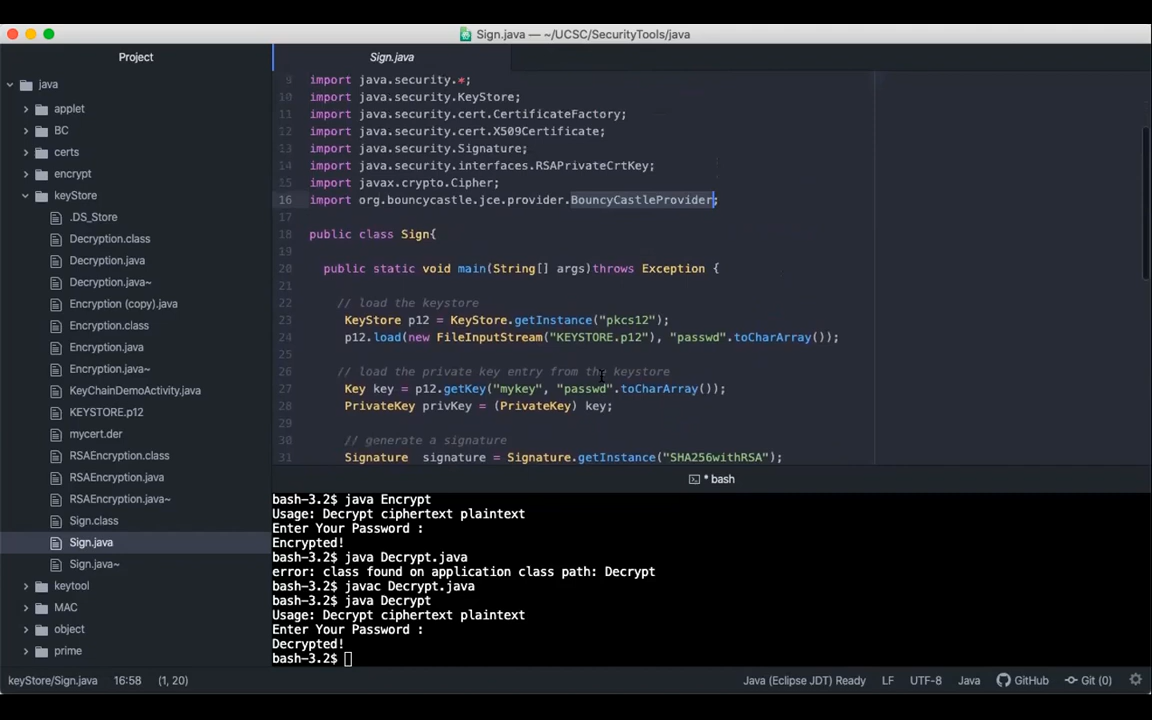 Sign.java — ~/UCSC/SecurityTools/java
Project
java
applet
BC
certs
encrypt
keyStore
.DS_Store
Decryption.class
Decryption.java
Decryption.java~
Encryption (copy).java
Encryption.class
Encryption.java
Encryption.java~
KeyChainDemoActivity.java
KEYSTORE.p12
mycert.der
RSAEncryption.class
RSAEncryption.java
RSAEncryption.java~
Sign.class
Sign.java
Sign.java~
keytool
MAC
object
prime
Sign.java
9 import java.security.*;
10 import java.security.KeyStore;
11 import java.security.cert.CertificateFactory;
12 import java.security.cert.X509Certificate;
13 import java.security.Signature;
14 import java.security.interfaces.RSAPrivateCrtKey;
15 import javax.crypto.Cipher;
16 import org.bouncycastle.jce.provider.BouncyCastleProvider;
17
18 public class Sign{
19
20 public static void main(String[] args)throws Exception {
21
22 // load the keystore
23 KeyStore p12 = KeyStore.getInstance("pkcs12");
24 p12.load(new FileInputStream("KEYSTORE.p12"), "passwd".toCharArray());
25
26 // load the private key entry from the keystore
27 Key key = p12.getKey("mykey", "passwd".toCharArray());
28 PrivateKey privKey = (PrivateKey) key;
29
30 // generate a signature
31 Signature signature = Signature.getInstance("SHA256withRSA");
* bash
bash-3.2$ java Encrypt
Usage: Decrypt ciphertext plaintext
Enter Your Password :
Encrypted!
bash-3.2$ java Decrypt.java
error: class found on application class path: Decrypt
bash-3.2$ javac Decrypt.java
bash-3.2$ java Decrypt
Usage: Decrypt ciphertext plaintext
Enter Your Password :
Decrypted!
bash-3.2$
keyStore/Sign.java 16:58 (1, 20) Java (Eclipse JDT) Ready LF UTF-8 Java GitHub Git (0)